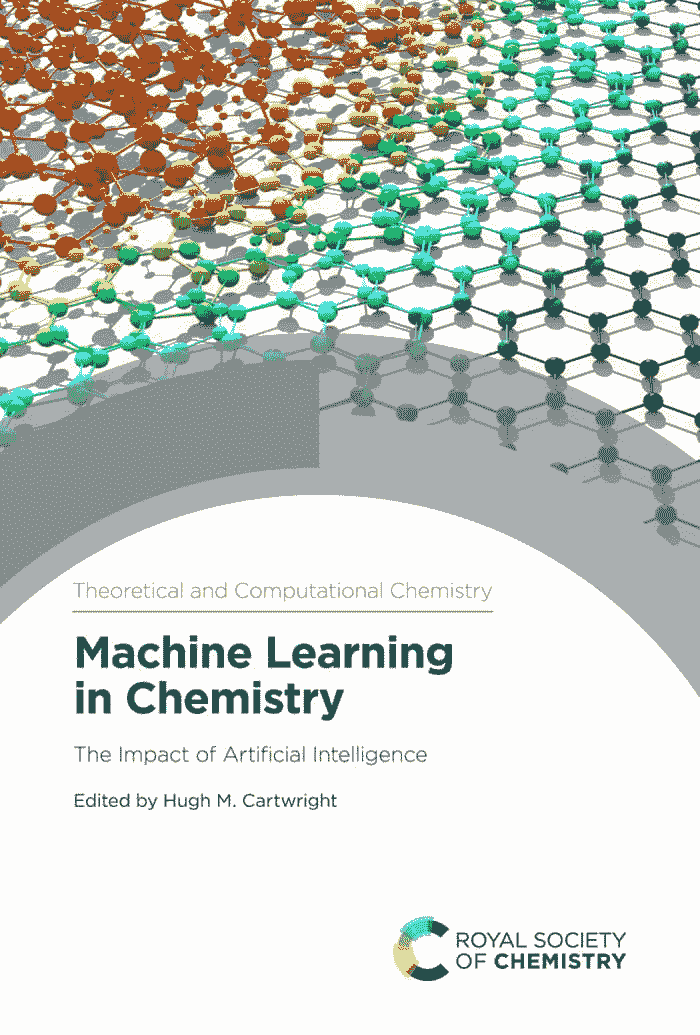 Theoretical and Computational Chemistry
Machine Learning
in Chemistry
The Impact of Artificial Intelligence
Edited by Hugh M. Cartwright
ROYAL SOCIETY
OF CHEMISTRY